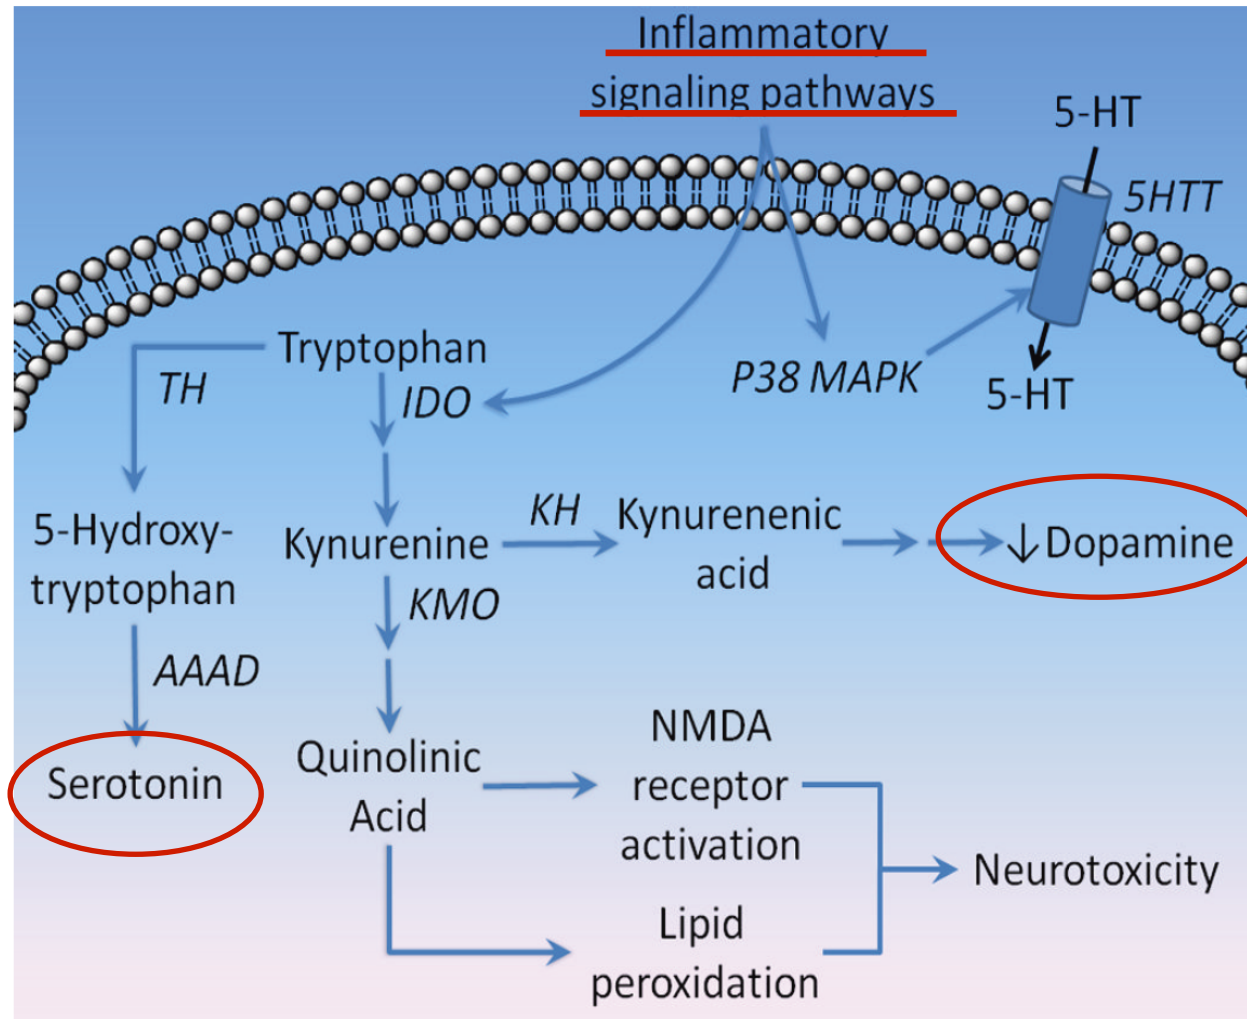 Inflammatory
signaling pathways
5-HT
5HTT
Tryptophan
TH
IDO
P38 MAPK
5-HT
5-Hydroxy-
tryptophan
Kynurenine
KH
Kynurenenic
acid
↓Dopamine
KMO
AAAD
Serotonin
Quinolinic
Acid
NMDA
receptor
activation
Neurotoxicity
Lipid
peroxidation